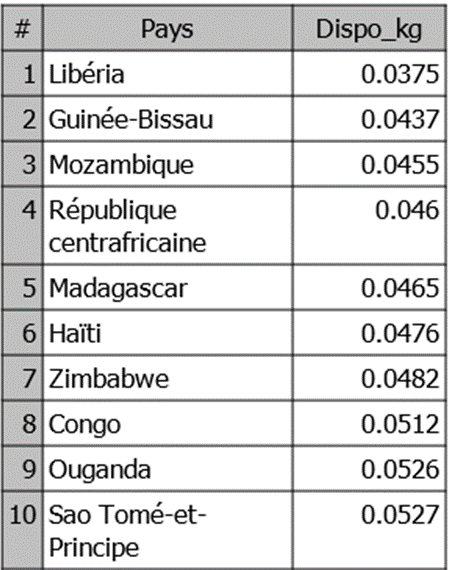 # Pays Dispo_kg
1 Libéria 0.0375
2 Guinée-Bissau 0.0437
3 Mozambique 0.0455
4 République 0.046
centrafricaine
5 Madagascar 0.0465
6 Haïti 0.0476
7 Zimbabwe 0.0482
8 Congo 0.0512
9 Ouganda 0.0526
10 Sao Tomé-et- 0.0527
Principe